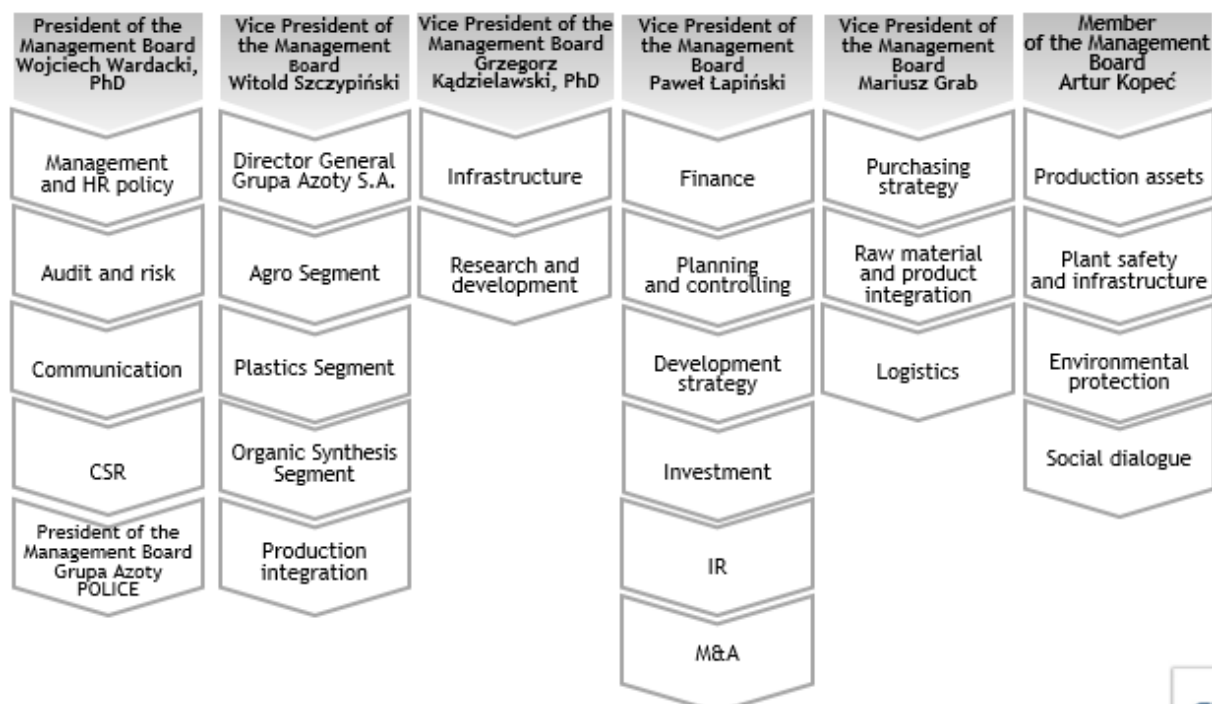 President of the
Management Board
Wojciech Wardacki,
PhD
Management
and HR policy
Audit and risk
Communication
CSR
President of the
Management Board
Grupa Azoty
POLICE
Vice President of
the Management
Board
Witold Szczypiński
Director General
Grupa Azoty S.A.
Agro Segment
Plastics Segment
Organic Synthesis
Segment
Production
integration
Vice President of the
Management Board
Grzegorz
Kądzielawski, PhD
Infrastructure
Research and
development
Vice President of
the Management
Board
Paweł Łapiński
Finance
Planning
and controlling
Development
strategy
Investment
IR
M&A
Vice President of
the Management
Board
Mariusz Grab
Purchasing
strategy
Raw material
and product
integration
Logistics
Member
of the Management
Board
Artur Kopeć
Production assets
Plant safety
and infrastructure
Environmental
protection
Social dialogue